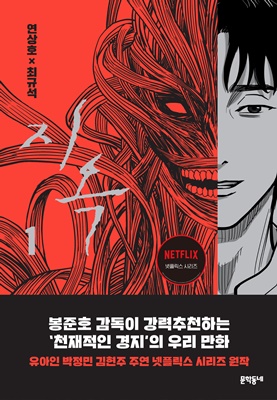 연상호 × 최규석
지옥
1
NETFLIX
넷플릭스 시리즈
봉준호 감독이 강력추천하는
‘천재적인 경지’의 우리 만화
유아인 박정민 김현주 주연 넷플릭스 시리즈 원작
문학동네